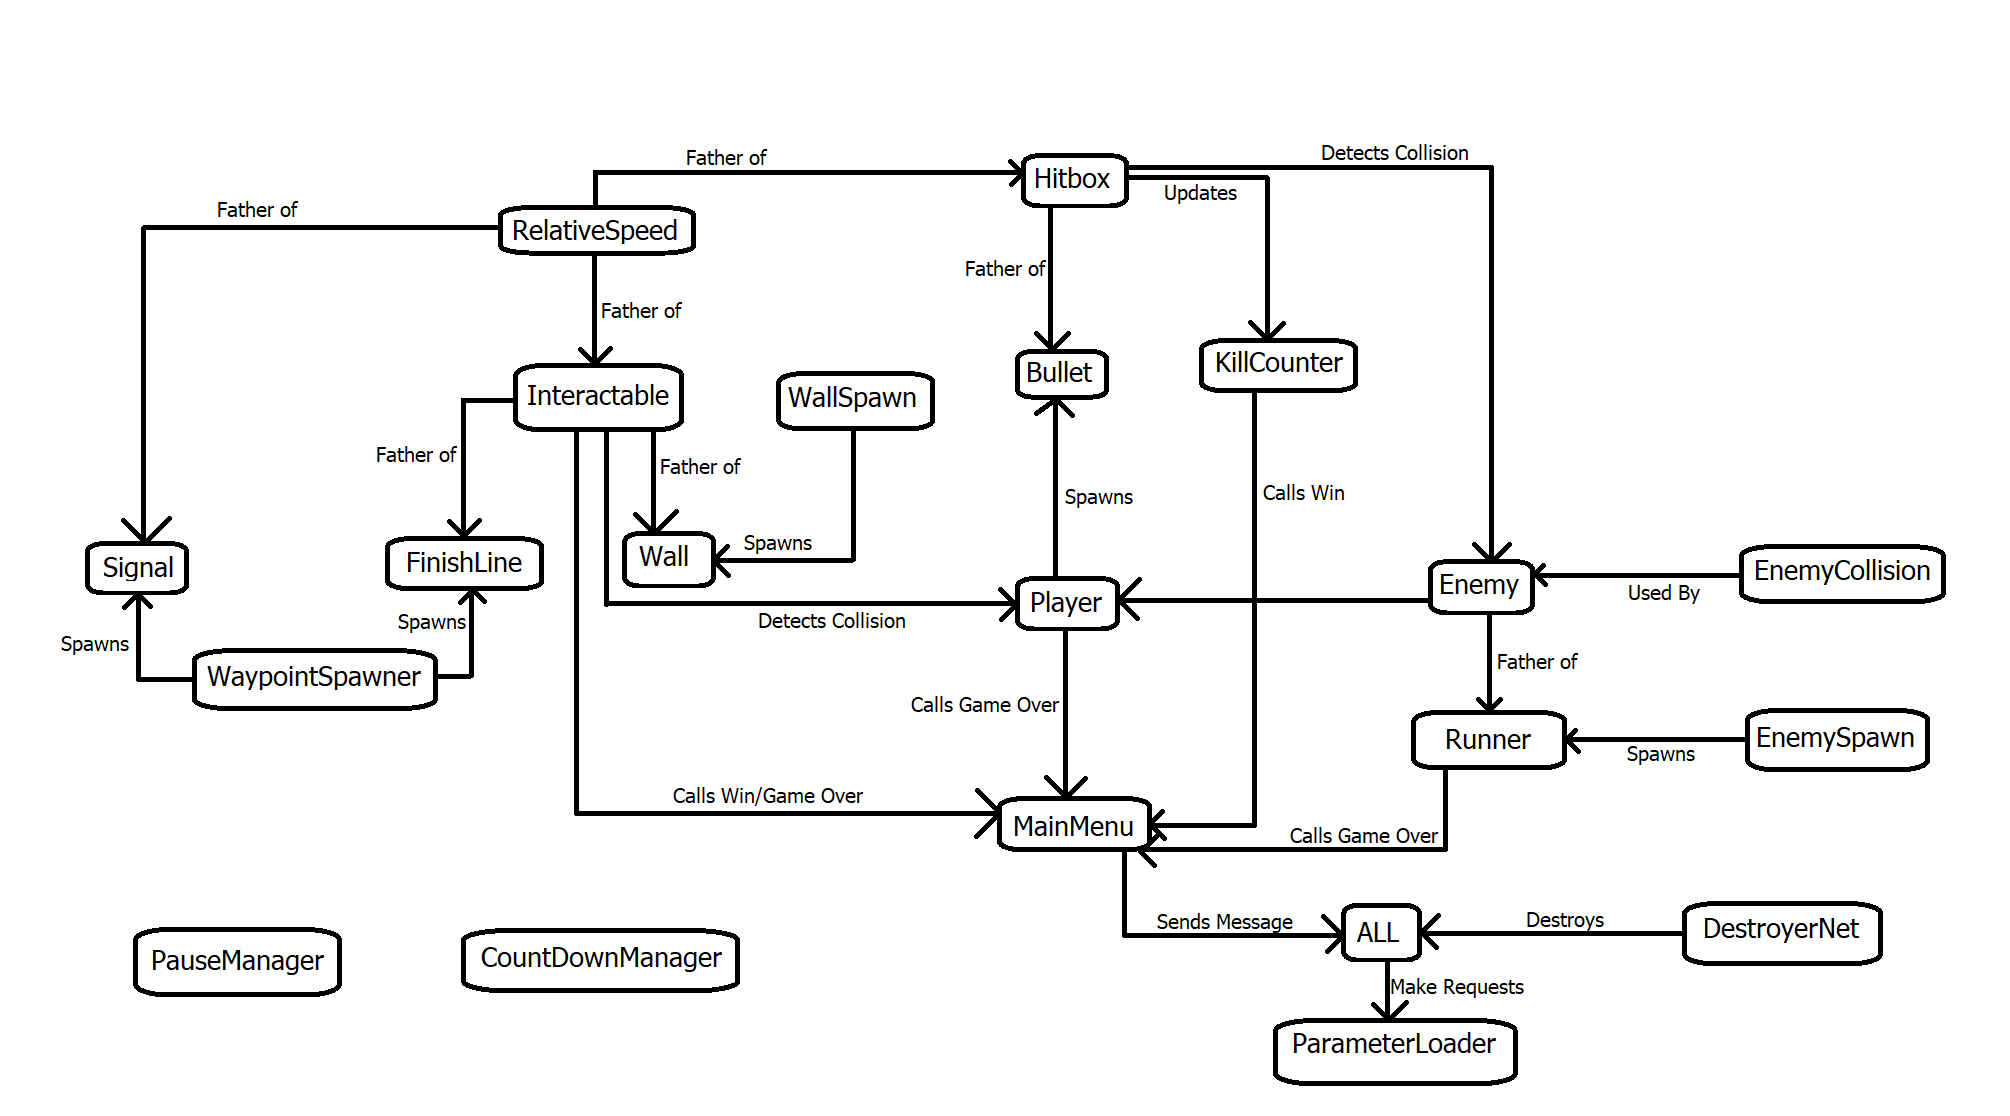 Detects Collision
Father of
Hitbox
Updates
Father of
RelativeSpeed
Father of
Father of
KillCounter
Bullet
Interactable
WallSpawn
Father of
Father of
Calls Win
Spawns
Spawns
Wall
FinishLine
Signal
EnemyCollision
Enemy
Used By
Player
Detects Collision
Spawns
Spawns
Father of
WaypointSpawner
Calls Game Over
EnemySpawn
Runner
Spawns
Calls Win/Game Over
MainMenu
Calls Game Over
Sends Message
ALL
Destroys
DestroyerNet
PauseManager
CountDownManager
Make Requests
ParameterLoader